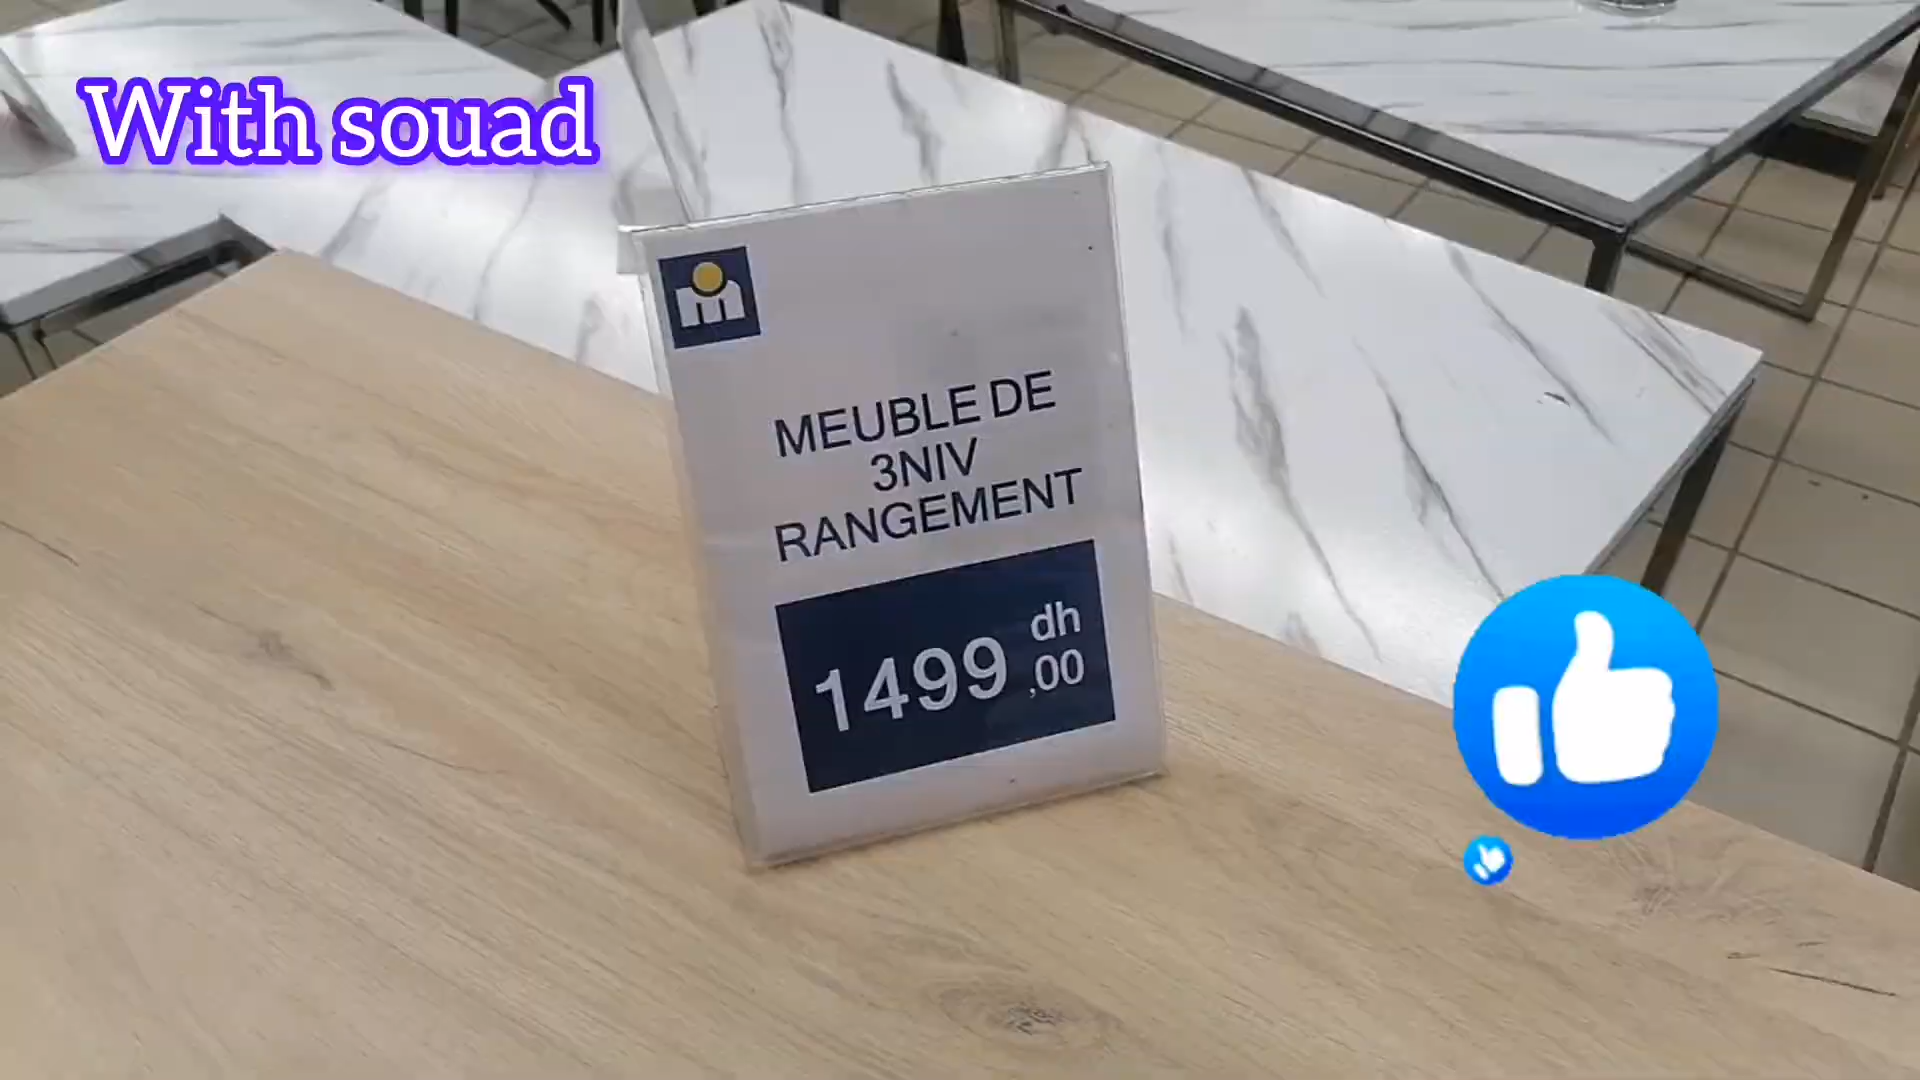 With souad
m
MEUBLE DE
3NIV
RANGEMENT
1499 dh
,00